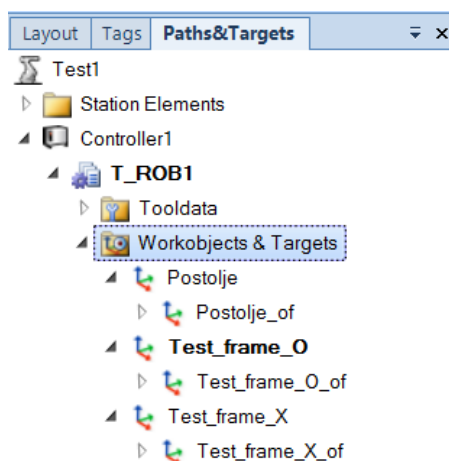 Layout Tags Paths&Targets
Test1
Station Elements
Controller1
T_ROB1
Tooldata
Workobjects & Targets
Postolje
Postolje_of
Test_frame_O
Test_frame_O_of
Test_frame_X
Test_frame_X_of